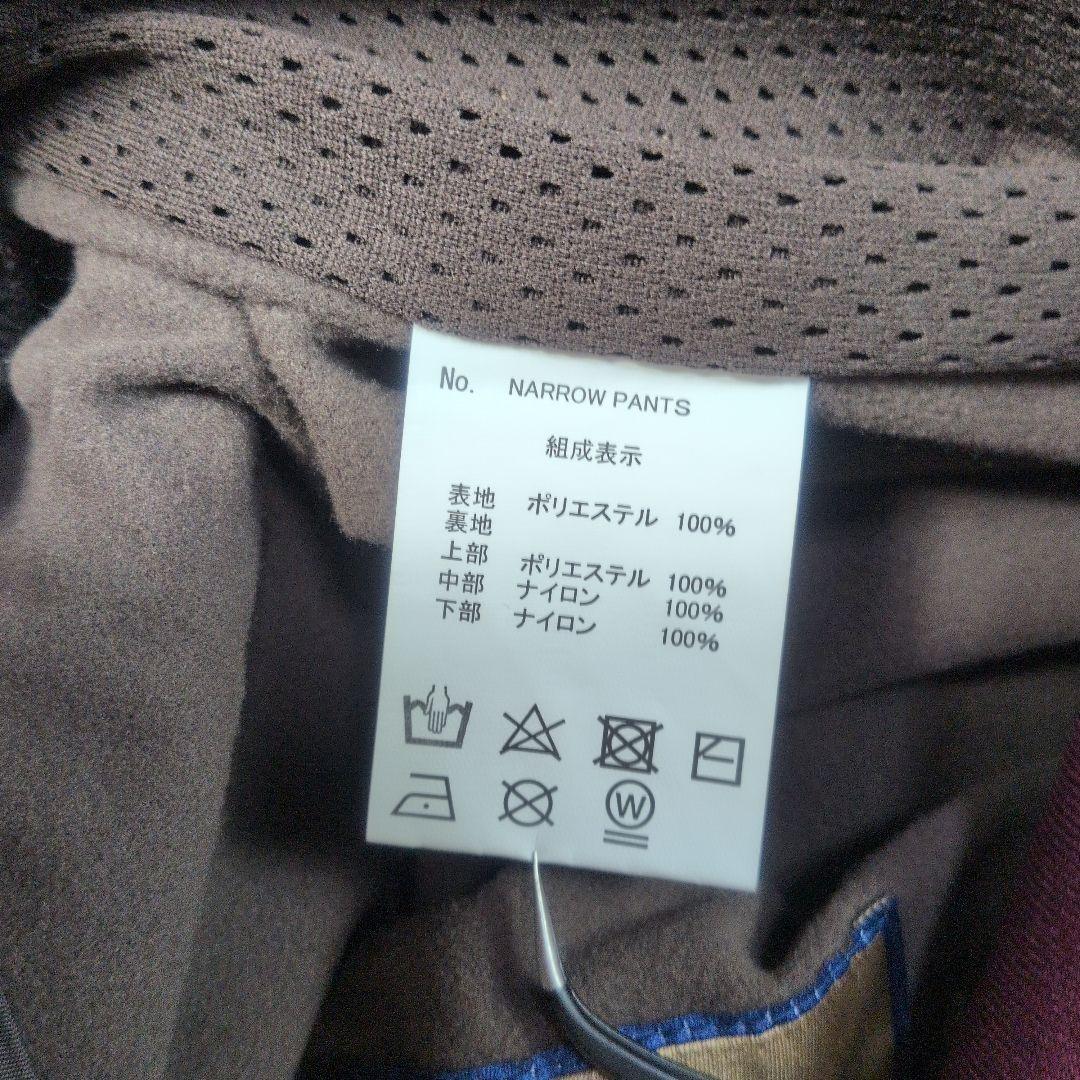 No. NARROW PANTS
組成表示
表地 ポリエステル 100%
裏地
上部 ポリエステル 100%
中部 ナイロン 100%
下部 ナイロン 100%
W